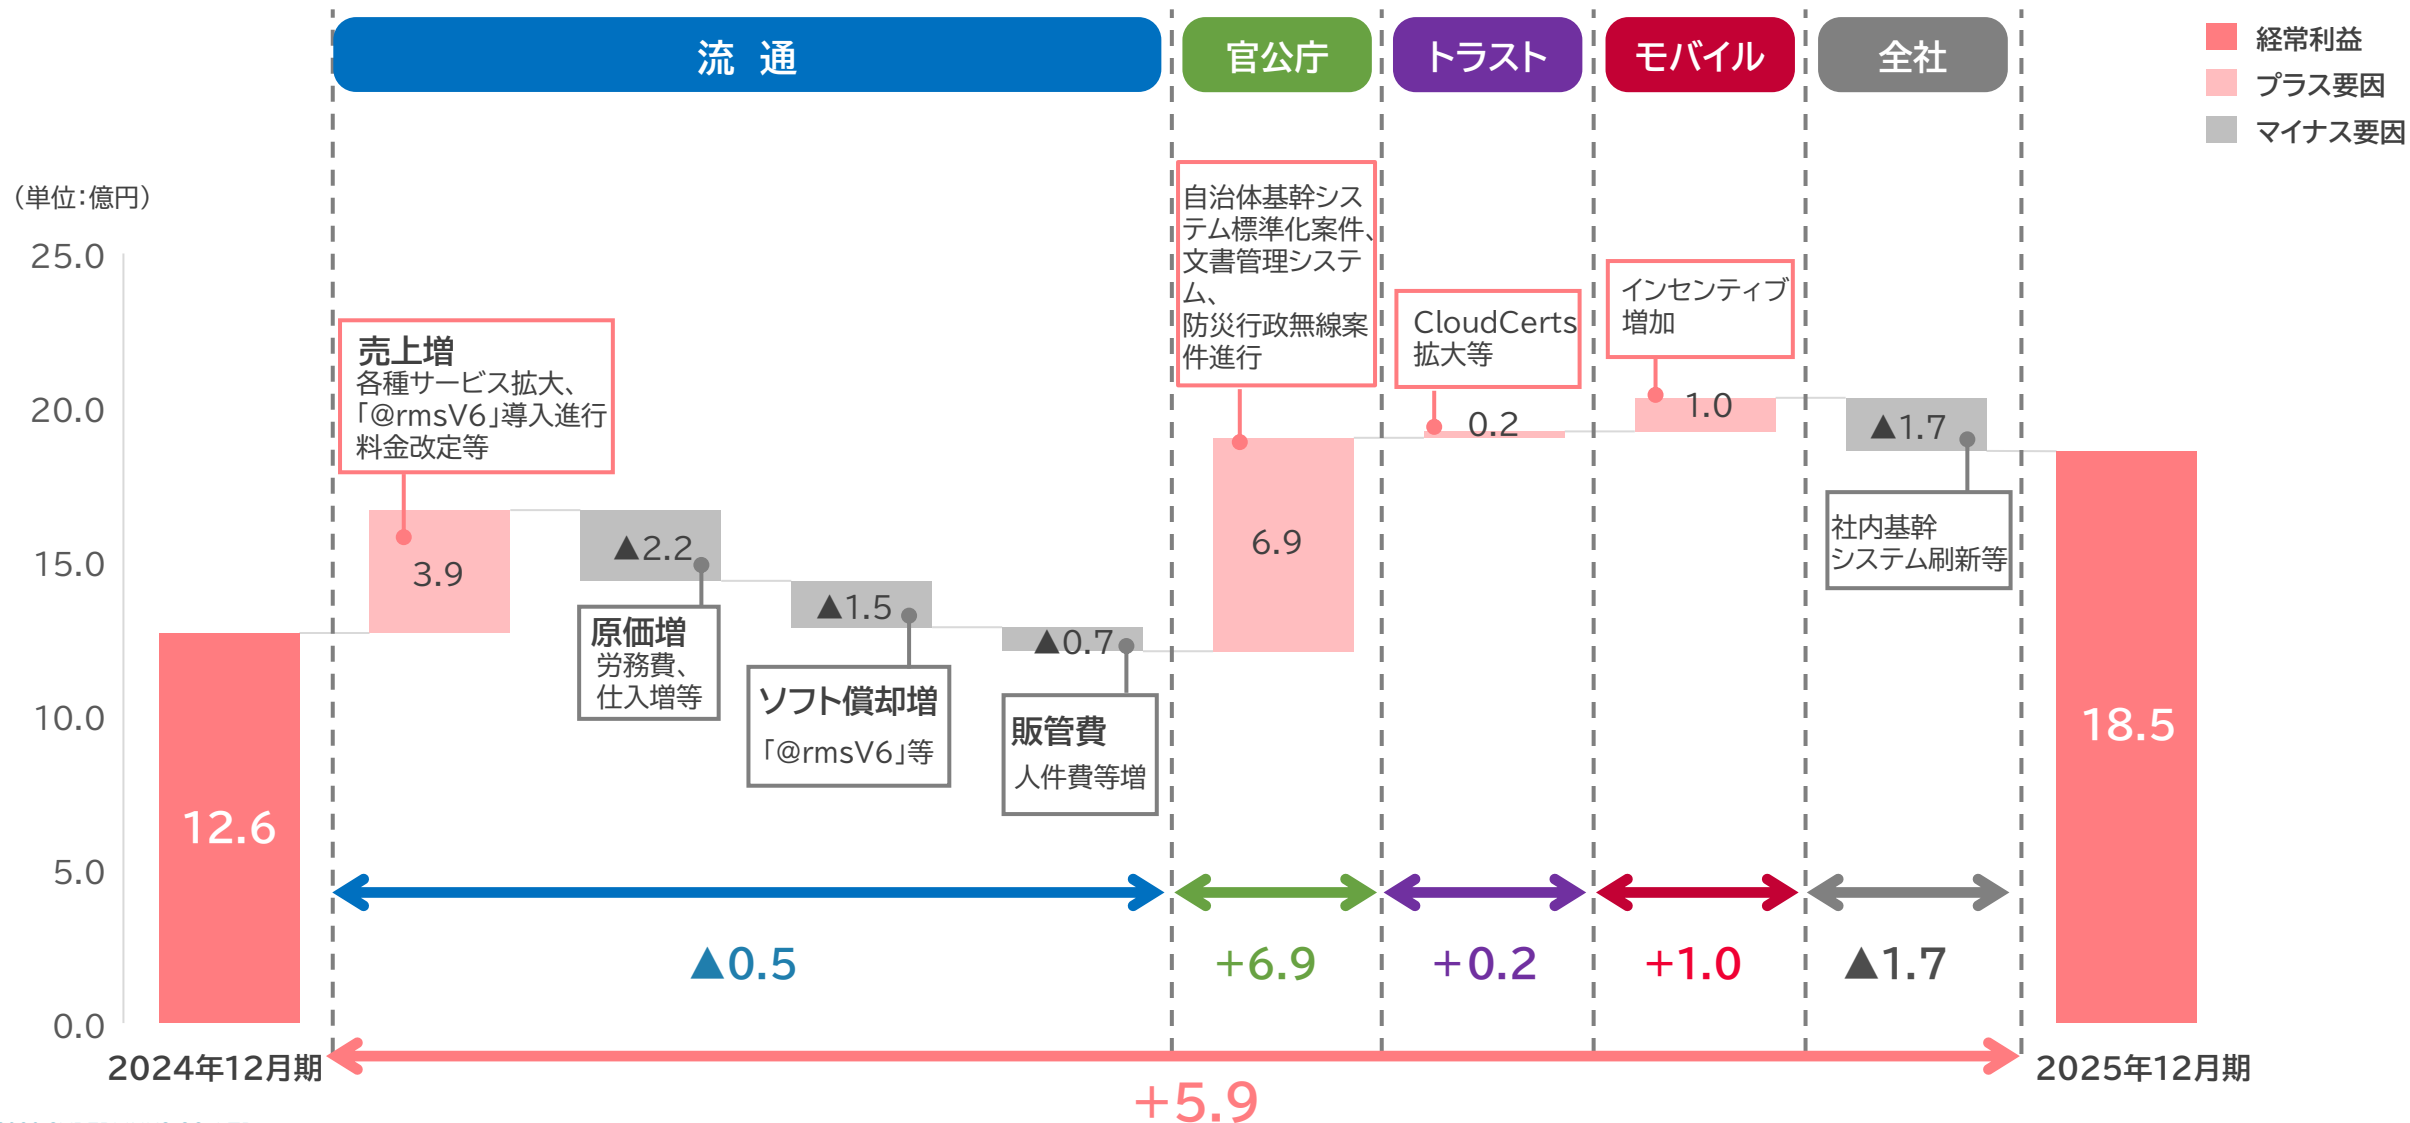 流 通
官公庁
トラスト
モバイル
全社
経常利益
プラス要因
マイナス要因
（単位：億円）
25.0
20.0
15.0
10.0
5.0
0.0
売上増
各種サービス拡大、
「@rmsV6」導入進行
料金改定等
3.9
▲2.2
原価増
労務費、
仕入増等
▲1.5
ソフト償却増
「@rmsV6」等
▲0.7
販管費
人件費等増
自治体基幹シス
テム標準化案件、
文書管理システ
ム、
防災行政無線案
件進行
6.9
CloudCerts
拡大等
0.2
インセンティブ
増加
1.0
▲1.7
社内基幹
システム刷新等
12.6
18.5
▲0.5
+6.9
+0.2
+1.0
▲1.7
2024年12月期
2025年12月期
+5.9